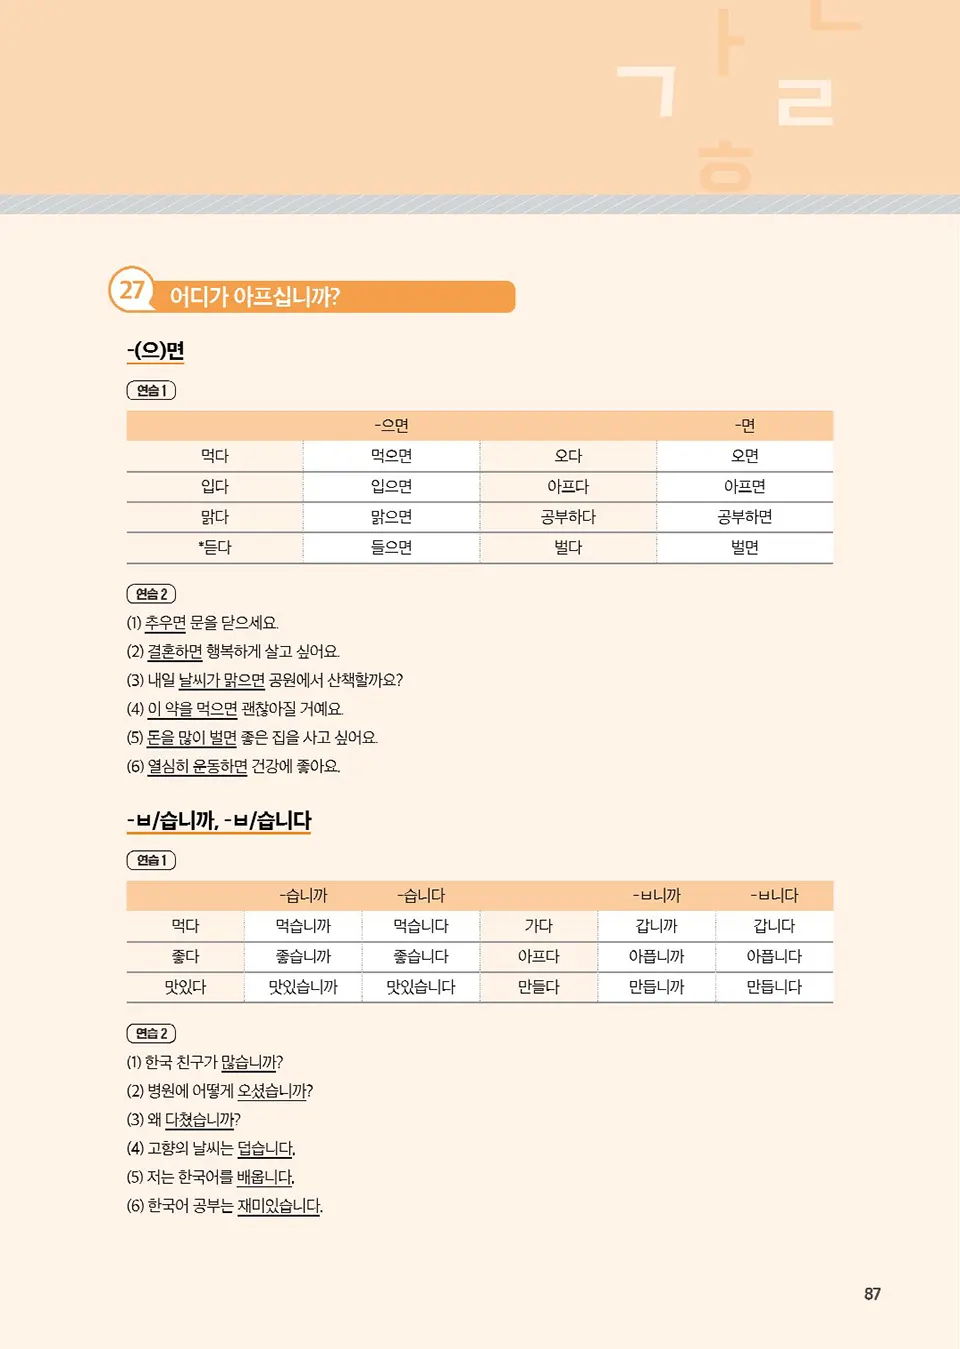 ㄱ ㅏ ㄴ ㄹ ㅎ
27 어디가 아프십니까?
-(으)면
연습 1
-으면 -면
먹다 먹으면 오다 오면
입다 입으면 아프다 아프면
맑다 맑으면 공부하다 공부하면
*듣다 들으면 벌다 벌면
연습 2
(1) 추우면 문을 닫으세요.
(2) 결혼하면 행복하게 살고 싶어요.
(3) 내일 날씨가 맑으면 공원에서 산책할까요?
(4) 이 약을 먹으면 괜찮아질 거예요.
(5) 돈을 많이 벌면 좋은 집을 사고 싶어요.
(6) 열심히 운동하면 건강에 좋아요.
-ㅂ/습니까, -ㅂ/습니다
연습 1
-습니까 -습니다 -ㅂ니까 -ㅂ니다
먹다 먹습니까 먹습니다 가다 갑니까 갑니다
좋다 좋습니까 좋습니다 아프다 아픕니까 아픕니다
맛있다 맛있습니까 맛있습니다 만들다 만듭니까 만듭니다
연습 2
(1) 한국 친구가 많습니까?
(2) 병원에 어떻게 오셨습니까?
(3) 왜 다쳤습니까?
(4) 고향의 날씨는 덥습니다.
(5) 저는 한국어를 배웁니다.
(6) 한국어 공부는 재미있습니다.
87